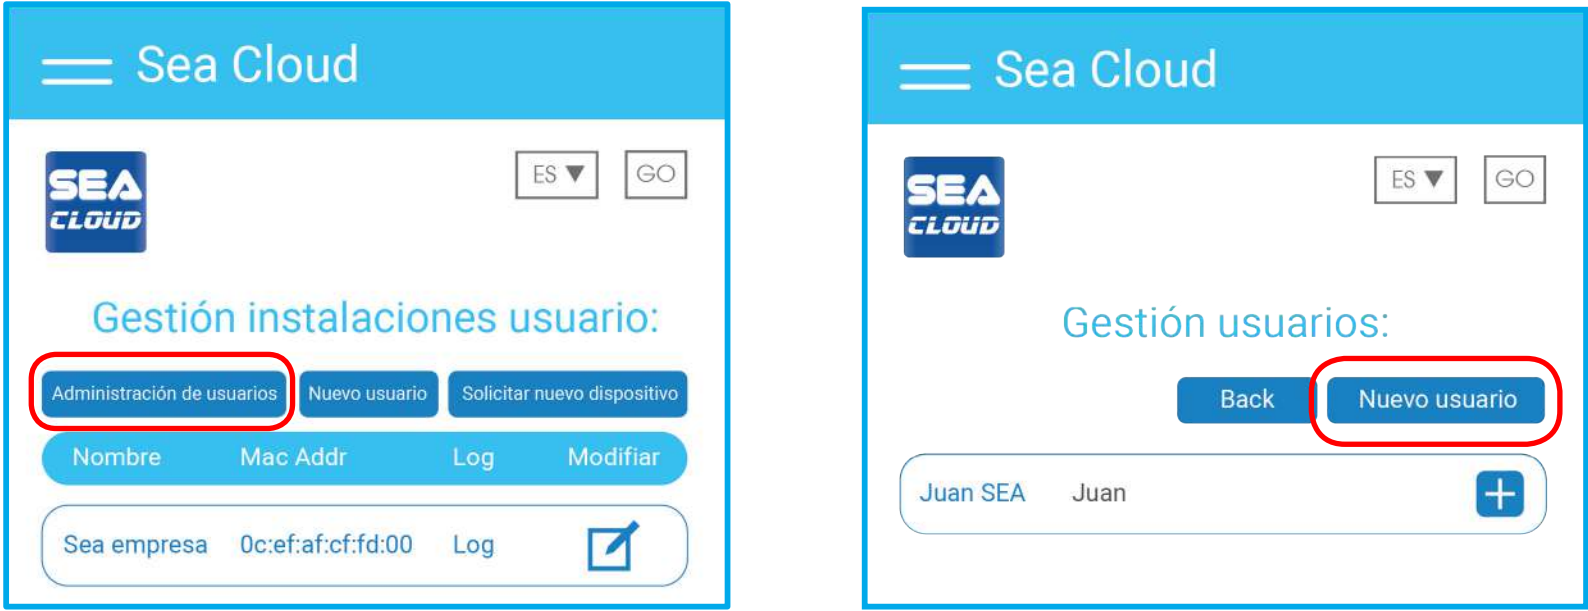 Sea Cloud
SEA
CLOUD
ES ▼
GO
Gestión instalaciones usuario:
Administración de usuarios
Nuevo usuario
Solicitar nuevo dispositivo
Nombre Mac Addr Log Modifiar
Sea empresa 0c:ef:af:cf:fd:00 Log
Sea Cloud
SEA
CLOUD
ES ▼
GO
Gestión usuarios:
Back
Nuevo usuario
Juan SEA Juan